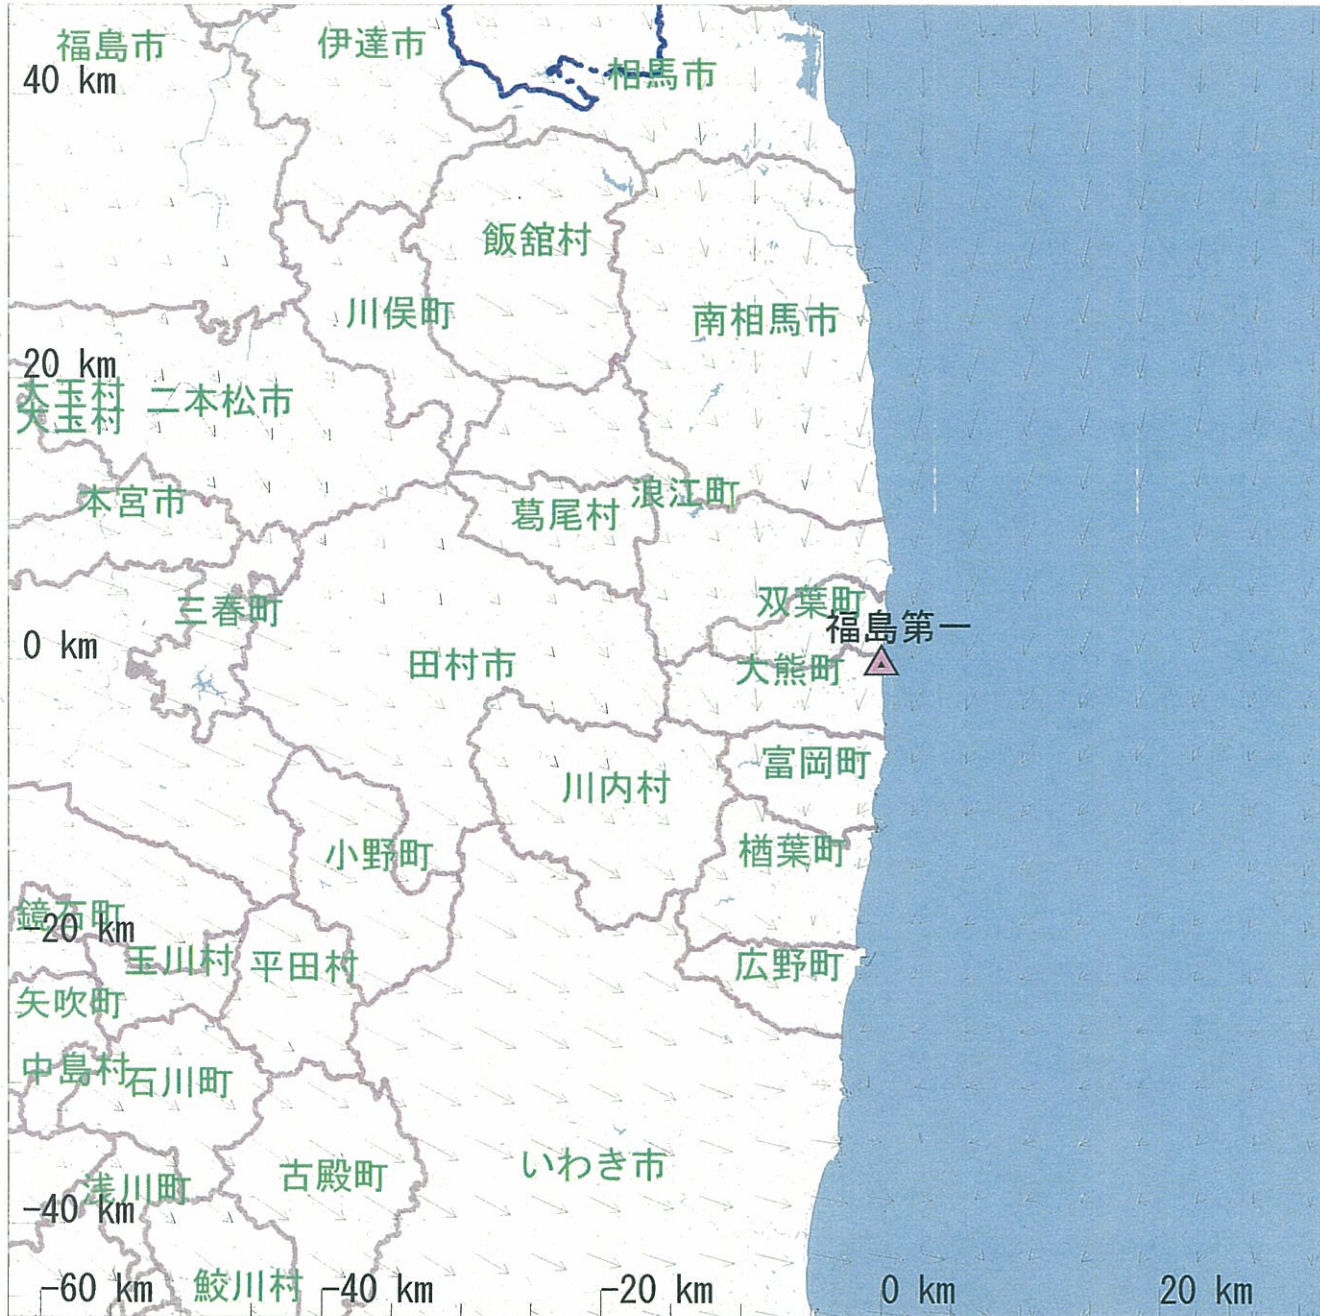 福島市
伊達市
相馬市
40 km
飯舘村
川俣町
南相馬市
20 km
大玉村
大玉村
二本松市
本宮市
葛尾村
浪江町
三春町
双葉町
福島第一
0 km
田村市
大熊町
富岡町
川内村
小野町
楢葉町
鏡石町
-20 km
玉川村
平田村
広野町
矢吹町
中島村
石川町
いわき市
古殿町
浅川町
-40 km
鮫川村
-60 km
-40 km
-20 km
0 km
20 km